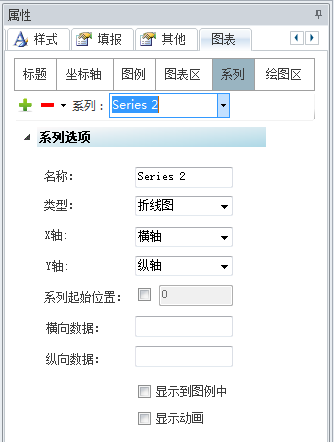 属性
样式 填报 其他 图表
标题 坐标轴 图例 图表区 系列 绘图区
系列： Series 2
系列选项
名称： Series 2
类型： 折线图
X轴： 横轴
Y轴： 纵轴
系列起始位置： 0
横向数据：
纵向数据：
显示到图例中
显示动画